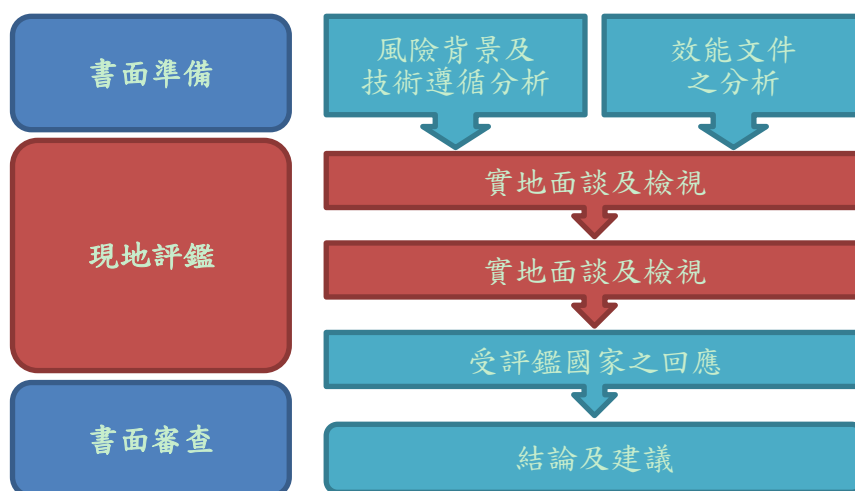 書面準備
風險背景及
技術遵循分析
效能文件
之分析
現地評鑑
實地面談及檢視
實地面談及檢視
受評鑑國家之回應
書面審查
結論及建議